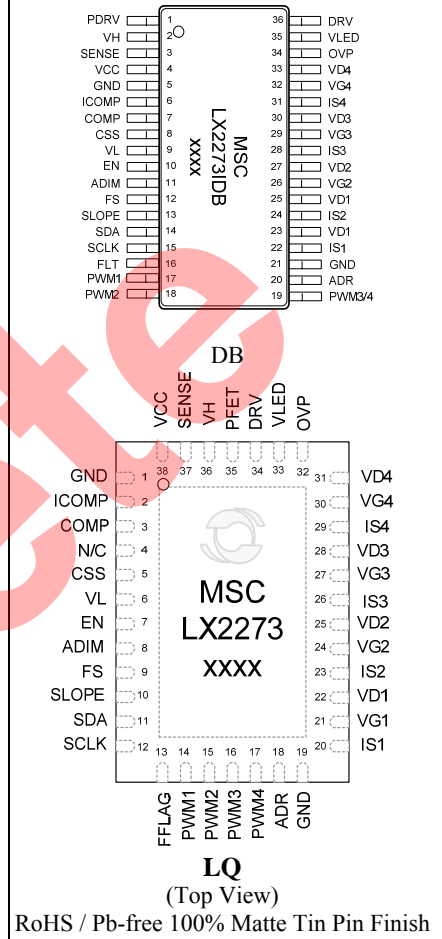 PDRV 1 36 DRV
VH 2 35 VLED
SENSE 3 34 OVP
VCC 4 33 VD4
GND 5 32 VG4
ICOMP 6 31 IS4
COMP 7 30 VD3
CSS 8 29 VG3
VL 9 28 IS3
EN 10 27 VD2
ADIM 11 26 VG2
FS 12 25 VD1
SLOPE 13 24 IS2
SDA 14 23 VD1
SCLK 15 22 IS1
FLT 16 21 GND
PWM1 17 20 ADR
PWM2 18 19 PWM3/4
MSC
LX2273IDB
xxxx
DB
VCC SENSE VH PFET DRV VLED OVP
38 37 36 35 34 33 32
GND 1 31 VD4
ICOMP 2 30 VG4
COMP 3 29 IS4
N/C 4 28 VD3
CSS 5 27 VG3
VL 6 26 IS3
EN 7 25 VD2
ADIM 8 24 VG2
FS 9 23 IS2
SLOPE 10 22 VD1
SDA 11 21 VG1
SCLK 12 20 IS1
MSC
LX2273
xxxx
13 14 15 16 17 18 19
FFLAG PWM1 PWM2 PWM3 PWM4 ADR GND
LQ
(Top View)
RoHS / Pb-free 100% Matte Tin Pin Finish
ete